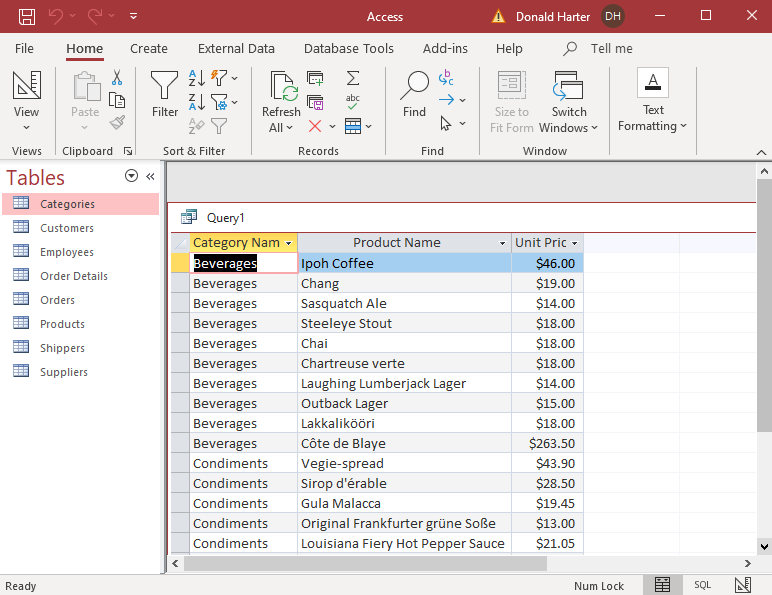 Access
Donald Harter
DH
File Home Create External Data Database Tools Add-ins Help Tell me
View
Views
Paste
Clipboard
Filter
Sort & Filter
Refresh
All
abc
Records
Find
Find
Size to
Fit Form
Switch
Windows
Window
A
Text
Formatting
Tables
Categories
Customers
Employees
Order Details
Orders
Products
Shippers
Suppliers
Query1
Category Nam Product Name Unit Pric
Beverages Ipoh Coffee $46.00
Beverages Chang $19.00
Beverages Sasquatch Ale $14.00
Beverages Steeleye Stout $18.00
Beverages Chai $18.00
Beverages Chartreuse verte $18.00
Beverages Laughing Lumberjack Lager $14.00
Beverages Outback Lager $15.00
Beverages Lakkalikööri $18.00
Beverages Côte de Blaye $263.50
Condiments Vegie-spread $43.90
Condiments Sirop d'érable $28.50
Condiments Gula Malacca $19.45
Condiments Original Frankfurter grüne Soße $13.00
Condiments Louisiana Fiery Hot Pepper Sauce $21.05
Ready
Num Lock
SQL